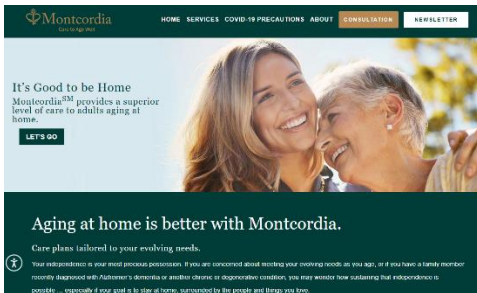 Montcordia
Care to Age Well
HOME SERVICES COVID-19 PRECAUTIONS ABOUT CONSULTATION NEWSLETTER
It's Good to be Home
Montcordia℠ provides a superior
level of care to adults aging at
home.
LET'S GO
Aging at home is better with Montcordia.
Care plans tailored to your evolving needs.
Your independence is your most precious possession. If you are concerned about meeting your evolving needs as you age, or if you have a family member
recently diagnosed with Alzheimer's dementia or another chronic or degenerative condition, you may wonder how sustaining that independence is
possible ... especially if your goal is to stay at home, surrounded by the people and things you love.